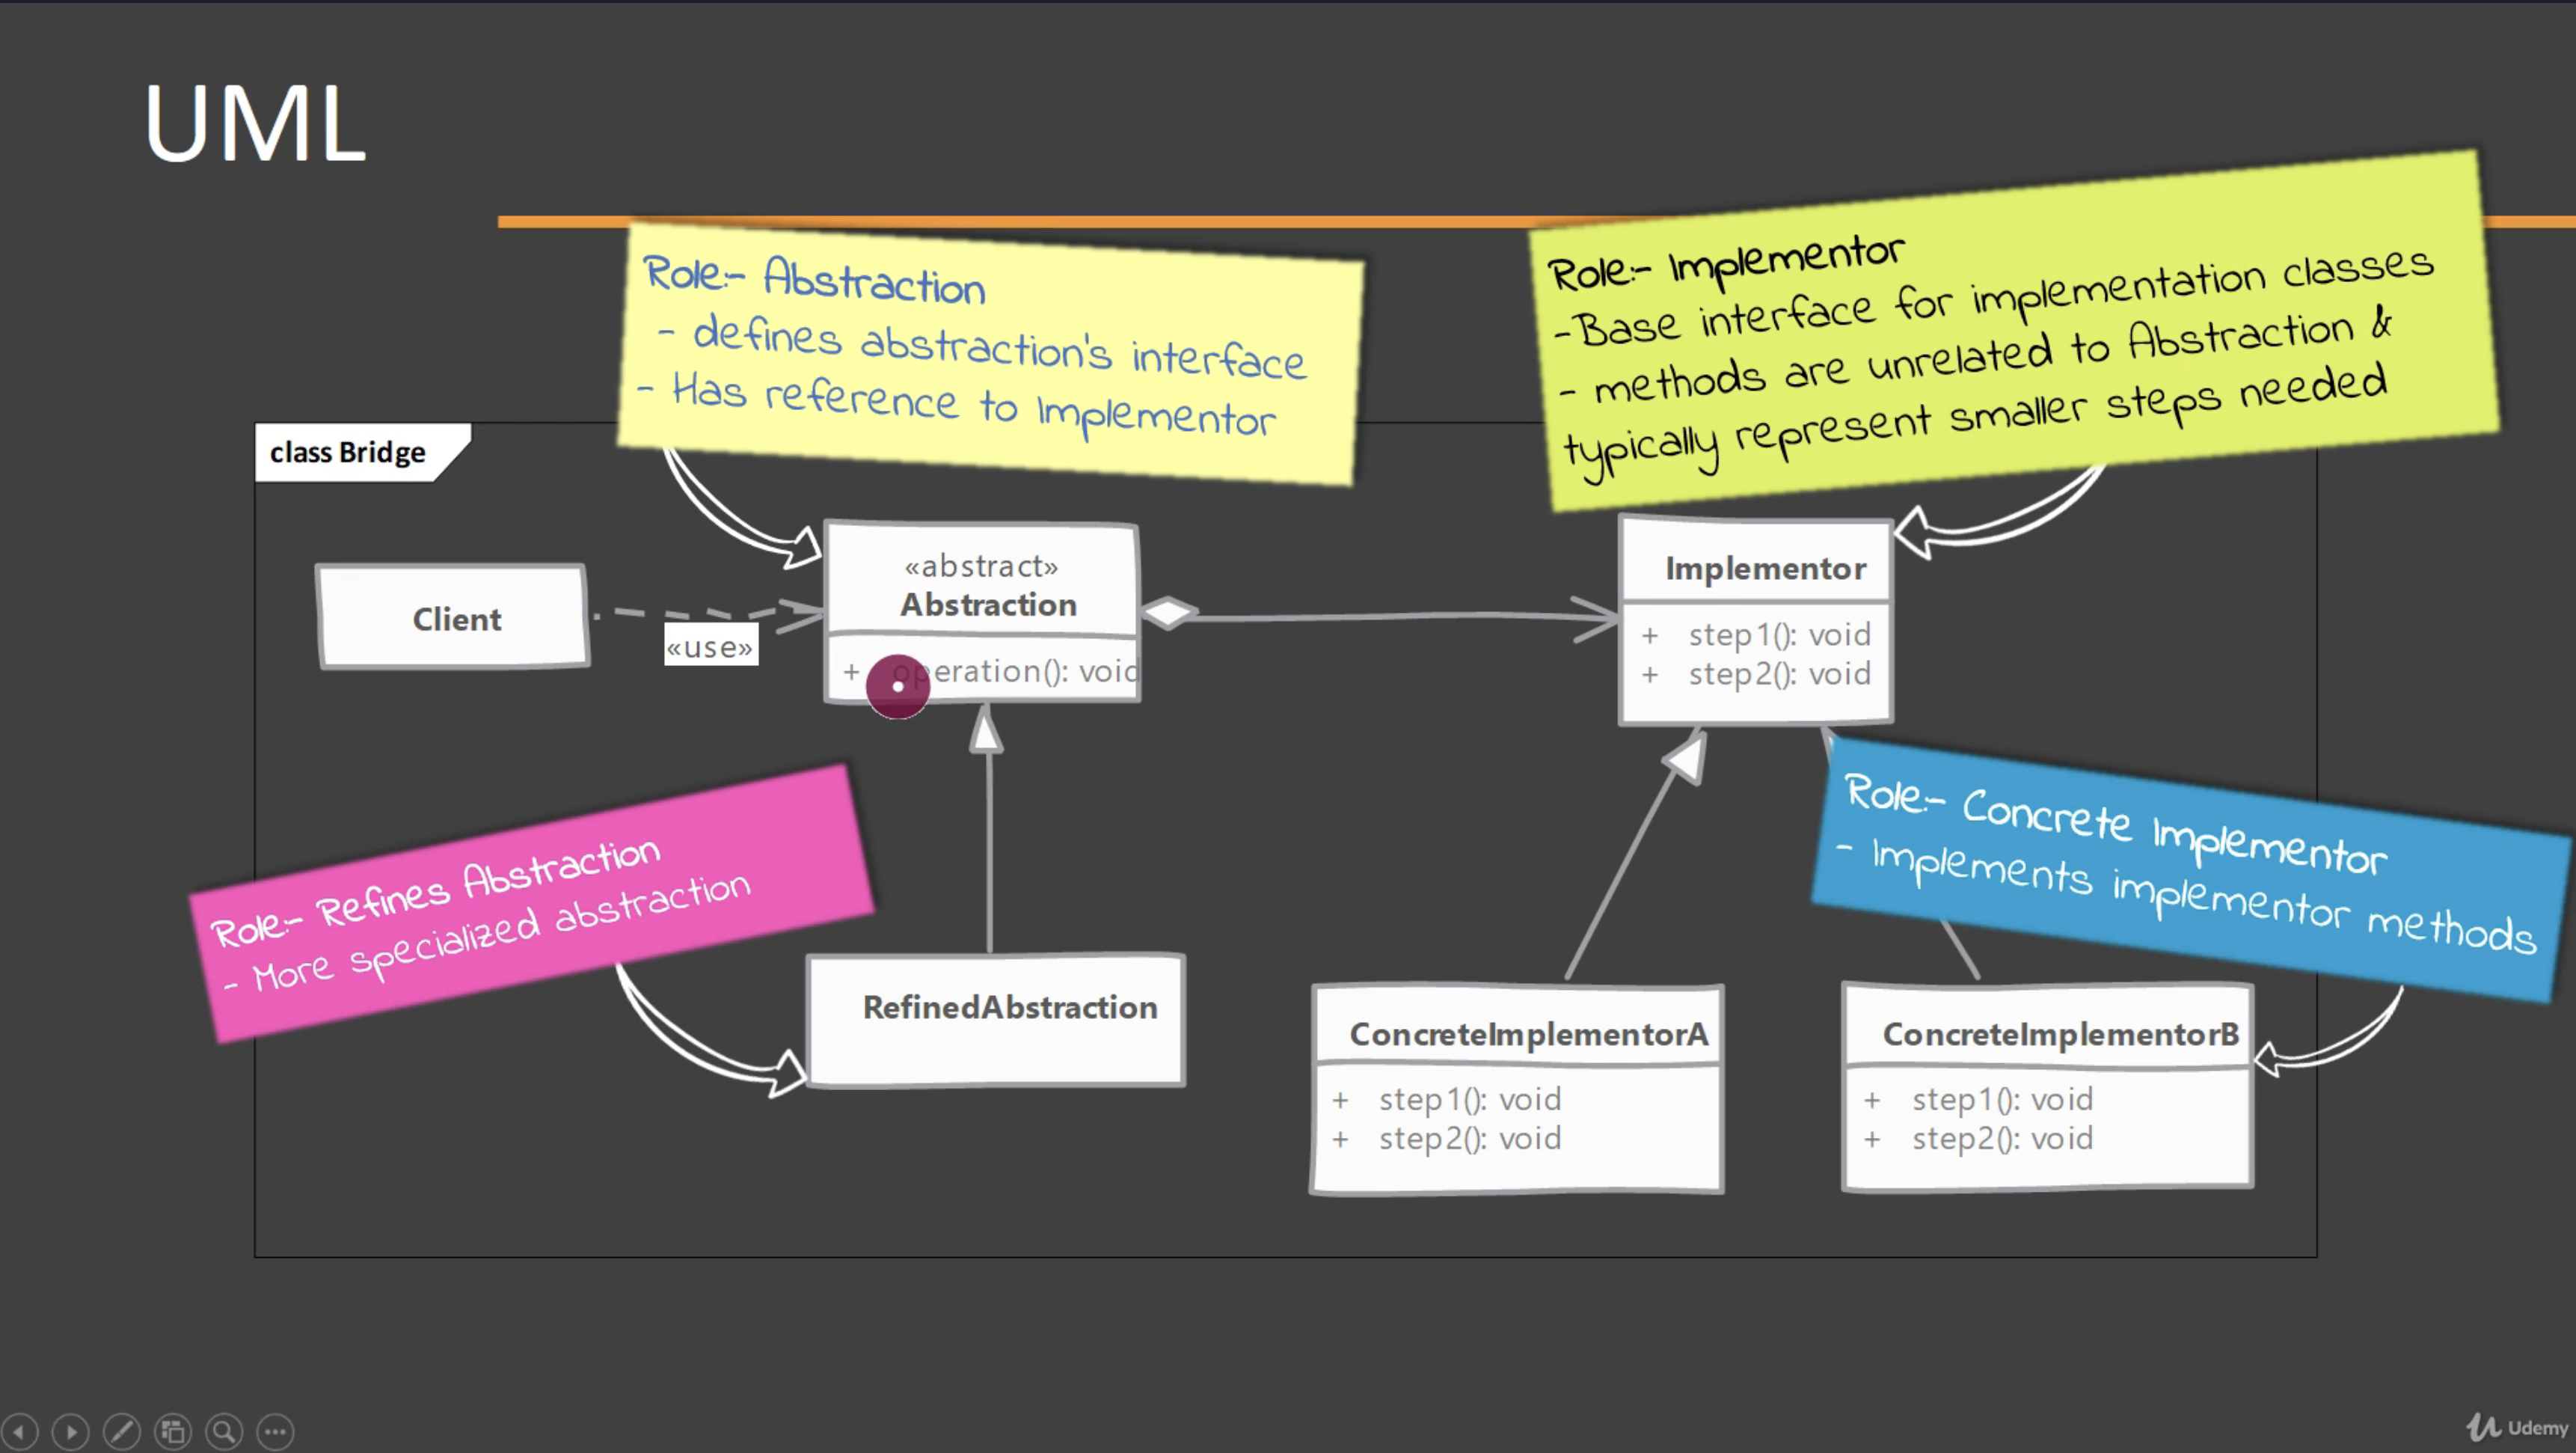 UML
Role:- Abstraction
- defines abstraction's interface
- Has reference to Implementor
Role:- Implementor
-Base interface for implementation classes
- methods are unrelated to Abstraction &
typically represent smaller steps needed
class Bridge
Client
«use»
«abstract»
Abstraction
+ operation(): void
Implementor
+ step1(): void
+ step2(): void
Role:- Refines Abstraction
- More specialized abstraction
Role:- Concrete Implementor
- Implements implementor methods
RefinedAbstraction
ConcreteImplementorA
+ step1(): void
+ step2(): void
ConcreteImplementorB
+ step1(): void
+ step2(): void
Udemy